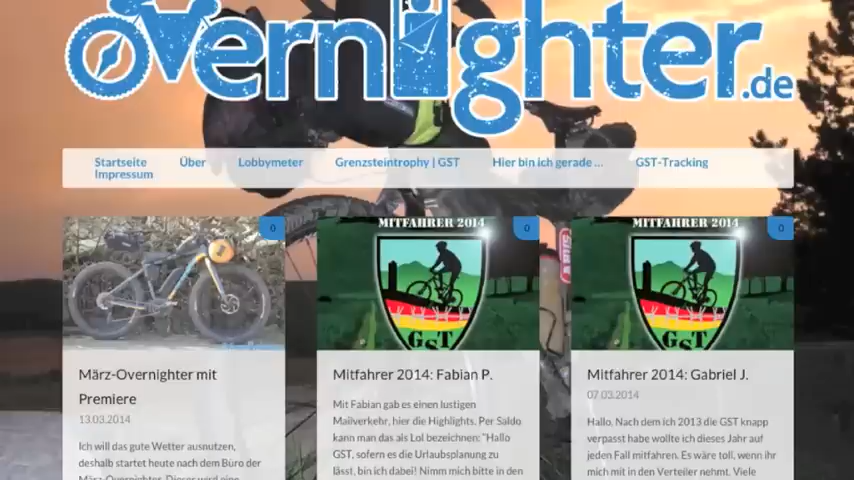 overnighter.de
Startseite Über Lobbymeter Grenzsteintrophy | GST Hier bin ich gerade ... GST-Tracking
Impressum
0
MITFAHRER 2014
0
MITFAHRER 2014
0
GST
GST
März-Overnighter mit
Premiere
13.03.2014
Ich will das gute Wetter ausnutzen,
deshalb startet heute nach dem Büro der
März-Overnighter. Dieser wird eine
Mitfahrer 2014: Fabian P.
Mit Fabian gab es einen lustigen
Mailverkehr, hier die Highlights. Per Saldo
kann man das als Lol bezeichnen: "Hallo
GST, sofern es die Urlaubsplanung zu
lässt, bin ich dabei! Nimm mich bitte in den
Mitfahrer 2014: Gabriel J.
07.03.2014
Hallo, Nach dem ich 2013 die GST knapp
verpasst habe wollte ich dieses Jahr auf
jeden Fall mitfahren. Es wäre toll, wenn ihr
mich mit in den Verteiler nehmt. Viele